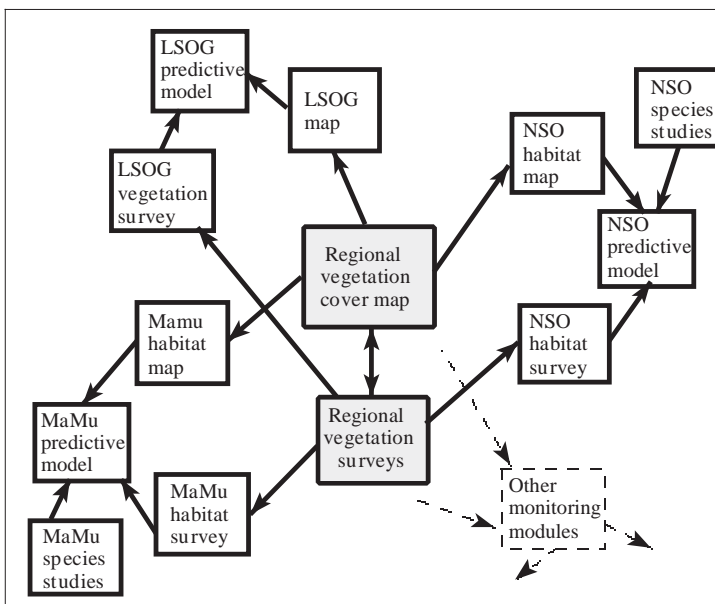 LSOG
predictive
model
LSOG
map
NSO
species
studies
NSO
habitat
map
LSOG
vegetation
survey
NSO
predictive
model
Regional
vegetation
cover map
Mamu
habitat
map
NSO
habitat
survey
MaMu
predictive
model
Regional
vegetation
surveys
MaMu
habitat
survey
Other
monitoring
modules
MaMu
species
studies